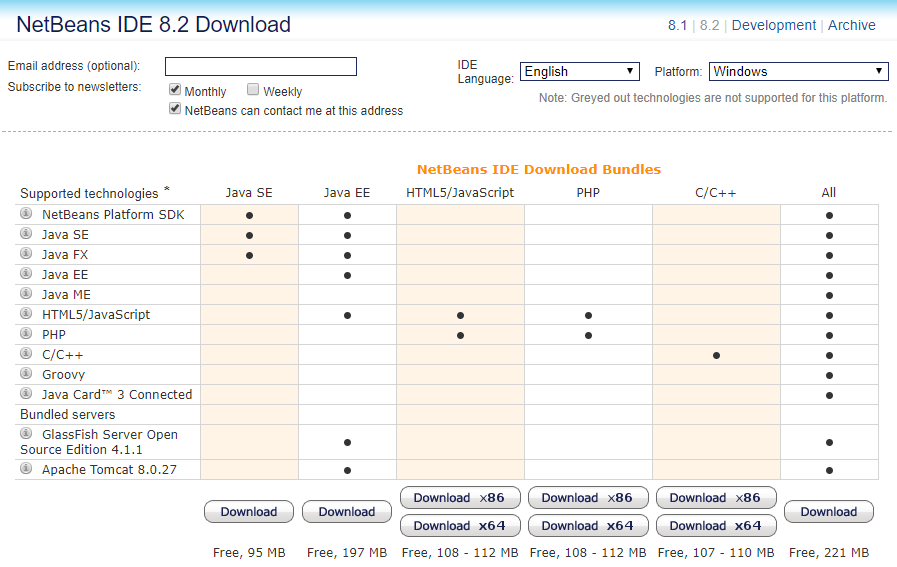 NetBeans IDE 8.2 Download
8.1 | 8.2 | Development | Archive
Email address (optional):
IDE Language: English
Platform: Windows
Subscribe to newsletters:
Monthly
Weekly
NetBeans can contact me at this address
Note: Greyed out technologies are not supported for this platform.
NetBeans IDE Download Bundles
Supported technologies * Java SE Java EE HTML5/JavaScript PHP C/C++ All
NetBeans Platform SDK • • •
Java SE • • •
Java FX • • •
Java EE • •
Java ME •
HTML5/JavaScript • • • •
PHP • • •
C/C++ • •
Groovy •
Java Card™ 3 Connected •
Bundled servers
GlassFish Server Open
Source Edition 4.1.1 • •
Apache Tomcat 8.0.27 • •
Download Download Download x86 Download x86 Download x86 Download
Download x64 Download x64 Download x64
Free, 95 MB Free, 197 MB Free, 108 - 112 MB Free, 108 - 112 MB Free, 107 - 110 MB Free, 221 MB